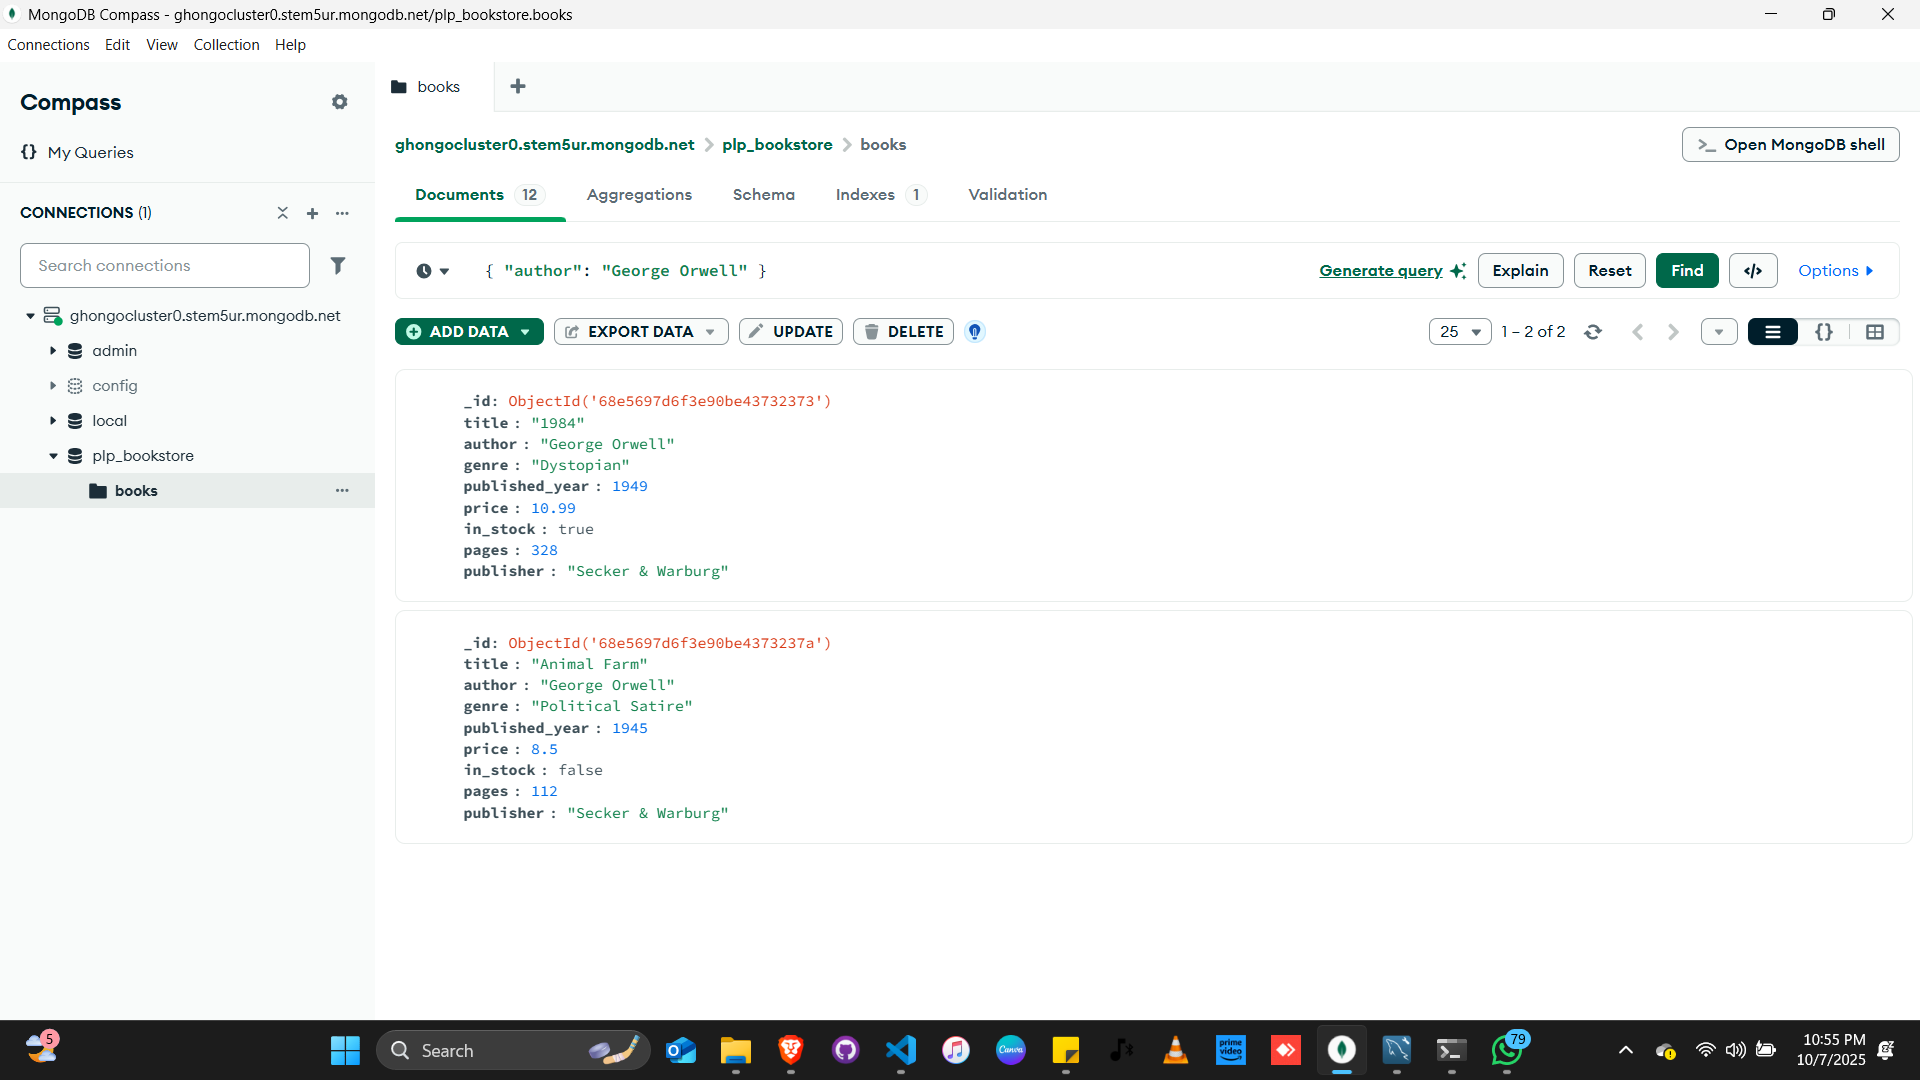 MongoDB Compass - ghongocluster0.stem5ur.mongodb.net/plp_bookstore.books
Connections Edit View Collection Help
Compass
{} My Queries
CONNECTIONS (1)
Search connections
ghongocluster0.stem5ur.mongodb.net
admin
config
local
plp_bookstore
books
books
ghongocluster0.stem5ur.mongodb.net > plp_bookstore > books
>_ Open MongoDB shell
Documents 12 Aggregations Schema Indexes 1 Validation
{ "author": "George Orwell" }
Generate query Explain Reset Find </> Options
ADD DATA EXPORT DATA UPDATE DELETE 25 1 – 2 of 2 {}
_id: ObjectId('68e5697d6f3e90be43732373')
title : "1984"
author : "George Orwell"
genre : "Dystopian"
published_year : 1949
price : 10.99
in_stock : true
pages : 328
publisher : "Secker & Warburg"
_id: ObjectId('68e5697d6f3e90be4373237a')
title : "Animal Farm"
author : "George Orwell"
genre : "Political Satire"
published_year : 1945
price : 8.5
in_stock : false
pages : 112
publisher : "Secker & Warburg"
5
Search
Canva
prime video
79
10:55 PM
10/7/2025